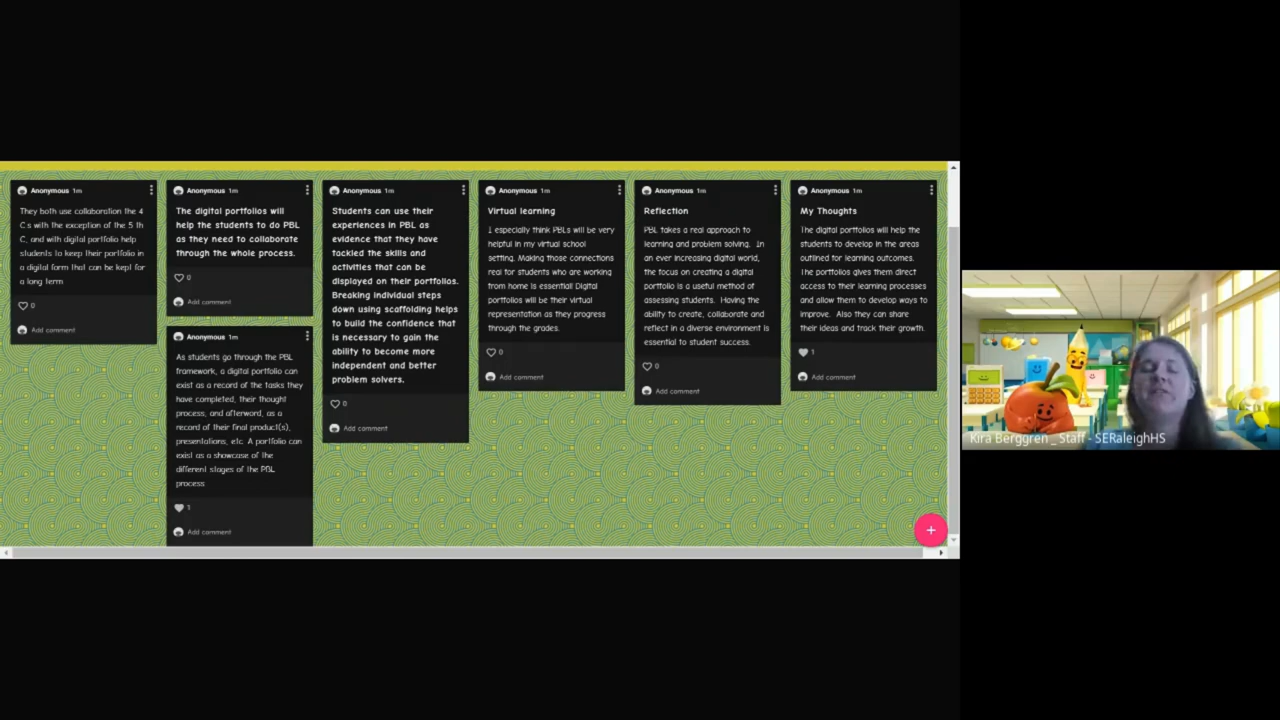 Anonymous 1m
They both use collaboration the 4
C.s with the exception of the 5 th
C, and with digital portfolio help
students to keep their portfolio in
a digital form that can be kept for
a long term
0
Add comment
Anonymous 1m
The digital portfolios will
help the students to do PBL
as they need to collaborate
through the whole process.
0
Add comment
Anonymous 1m
As students go through the PBL
framework, a digital portfolio can
exist as a record of the tasks they
have completed, their thought
process, and afterword, as a
record of their final product(s),
presentations, etc. A portfolio can
exist as a showcase of the
different stages of the PBL
process
1
Add comment
Anonymous 1m
Students can use their
experiences in PBL as
evidence that they have
tackled the skills and
activities that can be
displayed on their portfolios.
Breaking individual steps
down using scaffolding helps
to build the confidence that
is necessary to gain the
ability to become more
independent and better
problem solvers.
0
Add comment
Anonymous 1m
Virtual learning
I especially think PBLs will be very
helpful in my virtual school
setting. Making those connections
real for students who are working
from home is essential! Digital
portfolios will be their virtual
representation as they progress
through the grades.
0
Add comment
Anonymous 1m
Reflection
PBL takes a real approach to
learning and problem solving. In
an ever increasing digital world,
the focus on creating a digital
portfolio is a useful method of
assessing students. Having the
ability to create, collaborate and
reflect in a diverse environment is
essential to student success.
0
Add comment
Anonymous 1m
My Thoughts
The digital portfolios will help the
students to develop in the areas
outlined for learning outcomes.
The portfolios gives them direct
access to their learning processes
and allow them to develop ways to
improve. Also they can share
their ideas and track their growth.
1
Add comment
Kira Berggren _ Staff - SERaleighHS